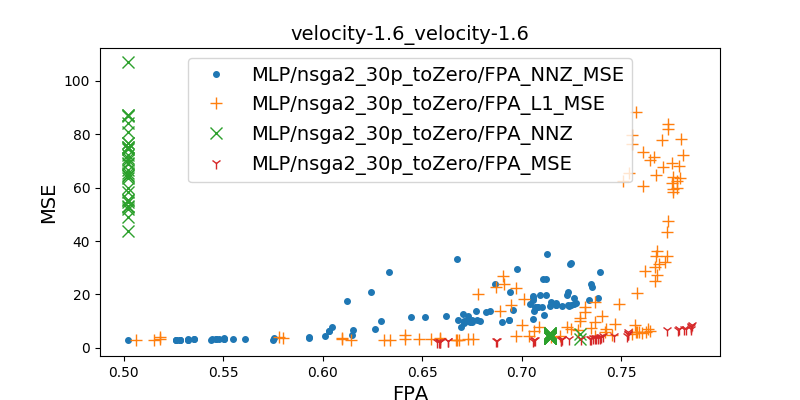 velocity-1.6_velocity-1.6
MLP/nsga2_30p_toZero/FPA_NNZ_MSE
MLP/nsga2_30p_toZero/FPA_L1_MSE
MLP/nsga2_30p_toZero/FPA_NNZ
MLP/nsga2_30p_toZero/FPA_MSE
MSE
100
80
60
40
20
0
0.50 0.55 0.60 0.65 0.70 0.75
FPA